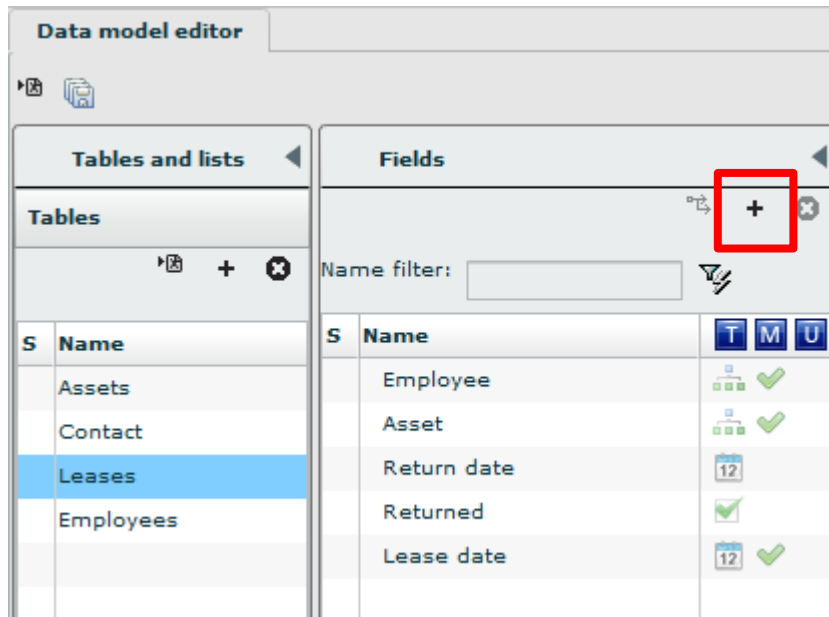 Data model editor
Tables and lists
Tables
S Name
Assets
Contact
Leases
Employees
Fields
Name filter:
S Name T M U
Employee
Asset
Return date 12
Returned
Lease date 12